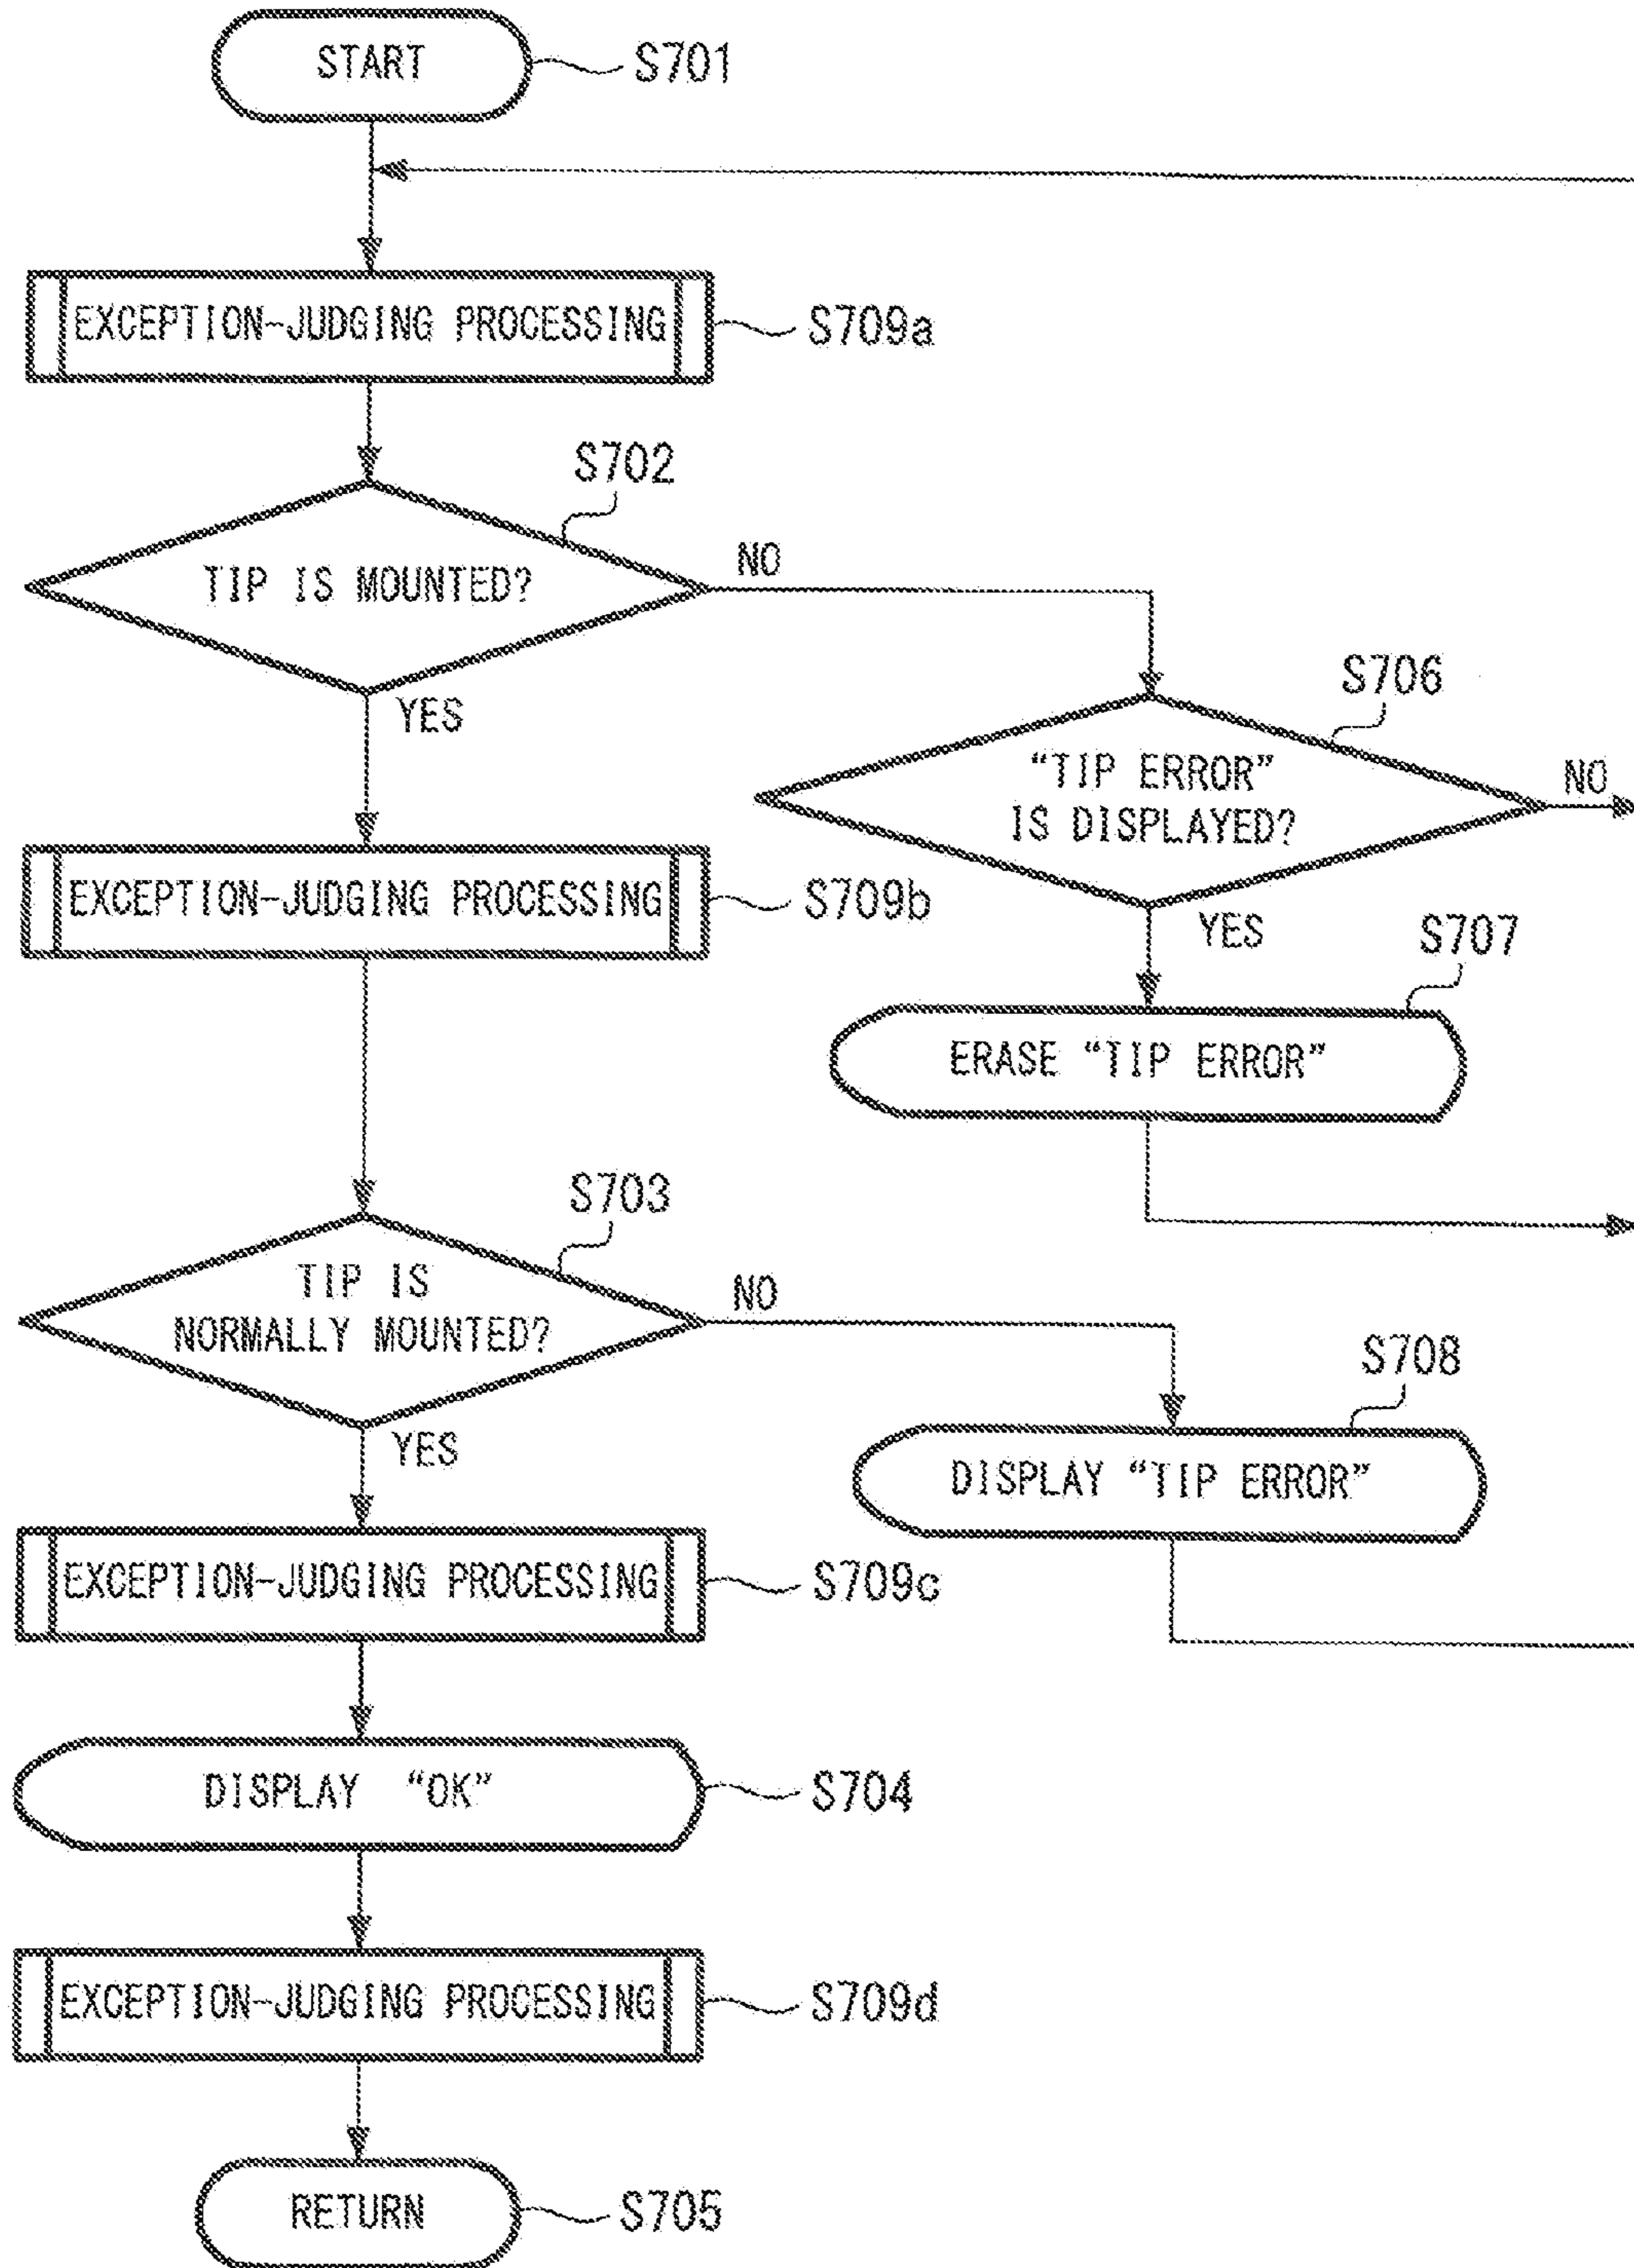 START
S701
EXCEPTION-JUDGING PROCESSING
S709a
S702
TIP IS MOUNTED?
NO
YES
S706
“TIP ERROR”
IS DISPLAYED?
NO
YES
EXCEPTION-JUDGING PROCESSING
S709b
S707
ERASE “TIP ERROR”
S703
TIP IS
NORMALLY MOUNTED?
NO
YES
S708
DISPLAY “TIP ERROR”
EXCEPTION-JUDGING PROCESSING
S709c
DISPLAY “OK”
S704
EXCEPTION-JUDGING PROCESSING
S709d
RETURN
S705